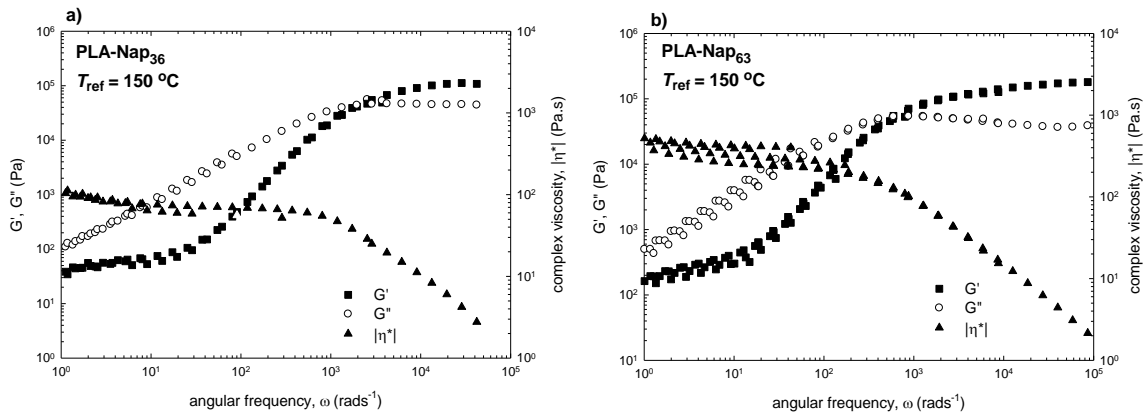 a)
PLA-Nap36
Tref = 150 °C
G', G" (Pa)
10^6
10^5
10^4
10^3
10^2
10^1
10^0
complex viscosity, |η*| (Pa.s)
10^4
10^3
10^2
10^1
10^0
G'
G"
|η*|
10^0 10^1 10^2 10^3 10^4 10^5
angular frequency, ω (rads^-1)
b)
PLA-Nap63
Tref = 150 °C
G', G" (Pa)
10^6
10^5
10^4
10^3
10^2
10^1
complex viscosity, |η*| (Pa.s)
10^4
10^3
10^2
10^1
10^0
G'
G"
|η*|
10^0 10^1 10^2 10^3 10^4 10^5
angular frequency, ω (rads^-1)